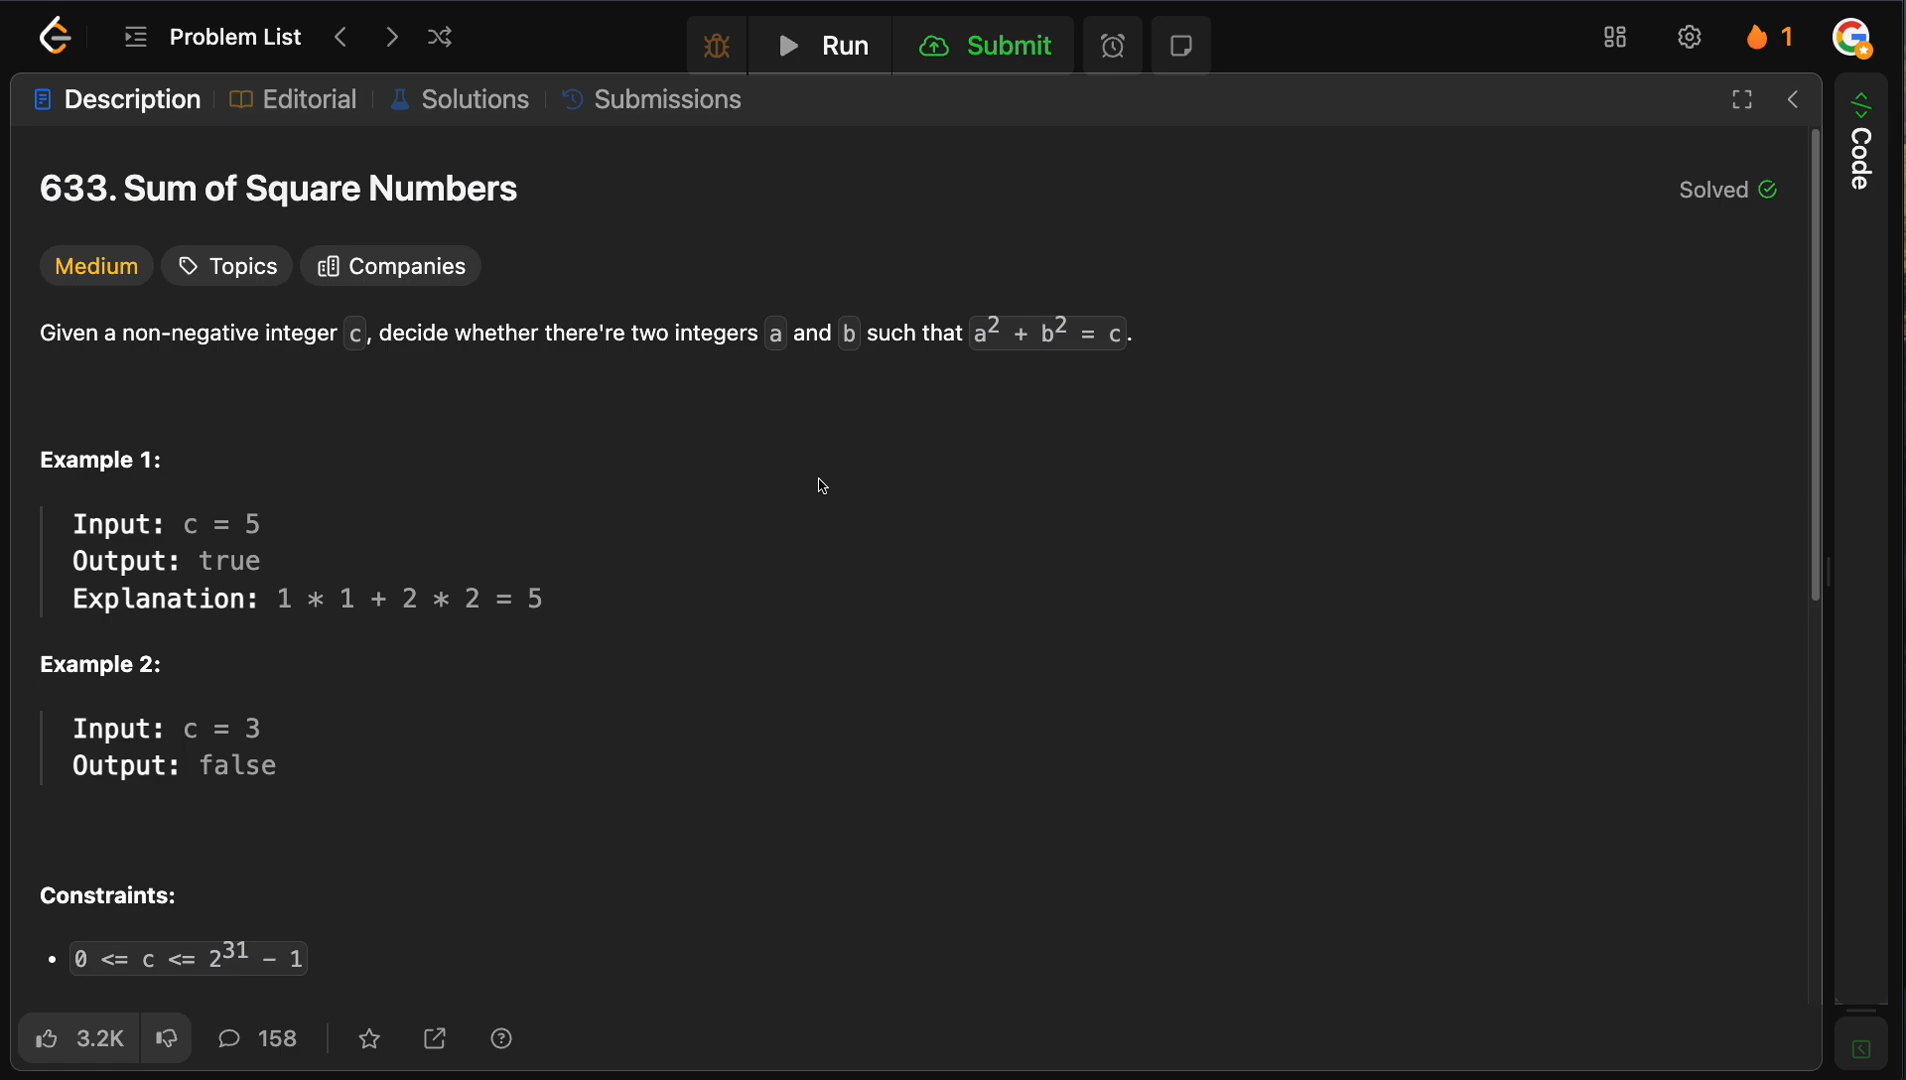 Problem List
Run
Submit
1
Description
Editorial
Solutions
Submissions
Code
633. Sum of Square Numbers
Solved
Medium
Topics
Companies
Given a non-negative integer c, decide whether there're two integers a and b such that a² + b² = c.
Example 1:
Input: c = 5
Output: true
Explanation: 1 * 1 + 2 * 2 = 5
Example 2:
Input: c = 3
Output: false
Constraints:
• 0 <= c <= 2³¹ - 1
3.2K
158